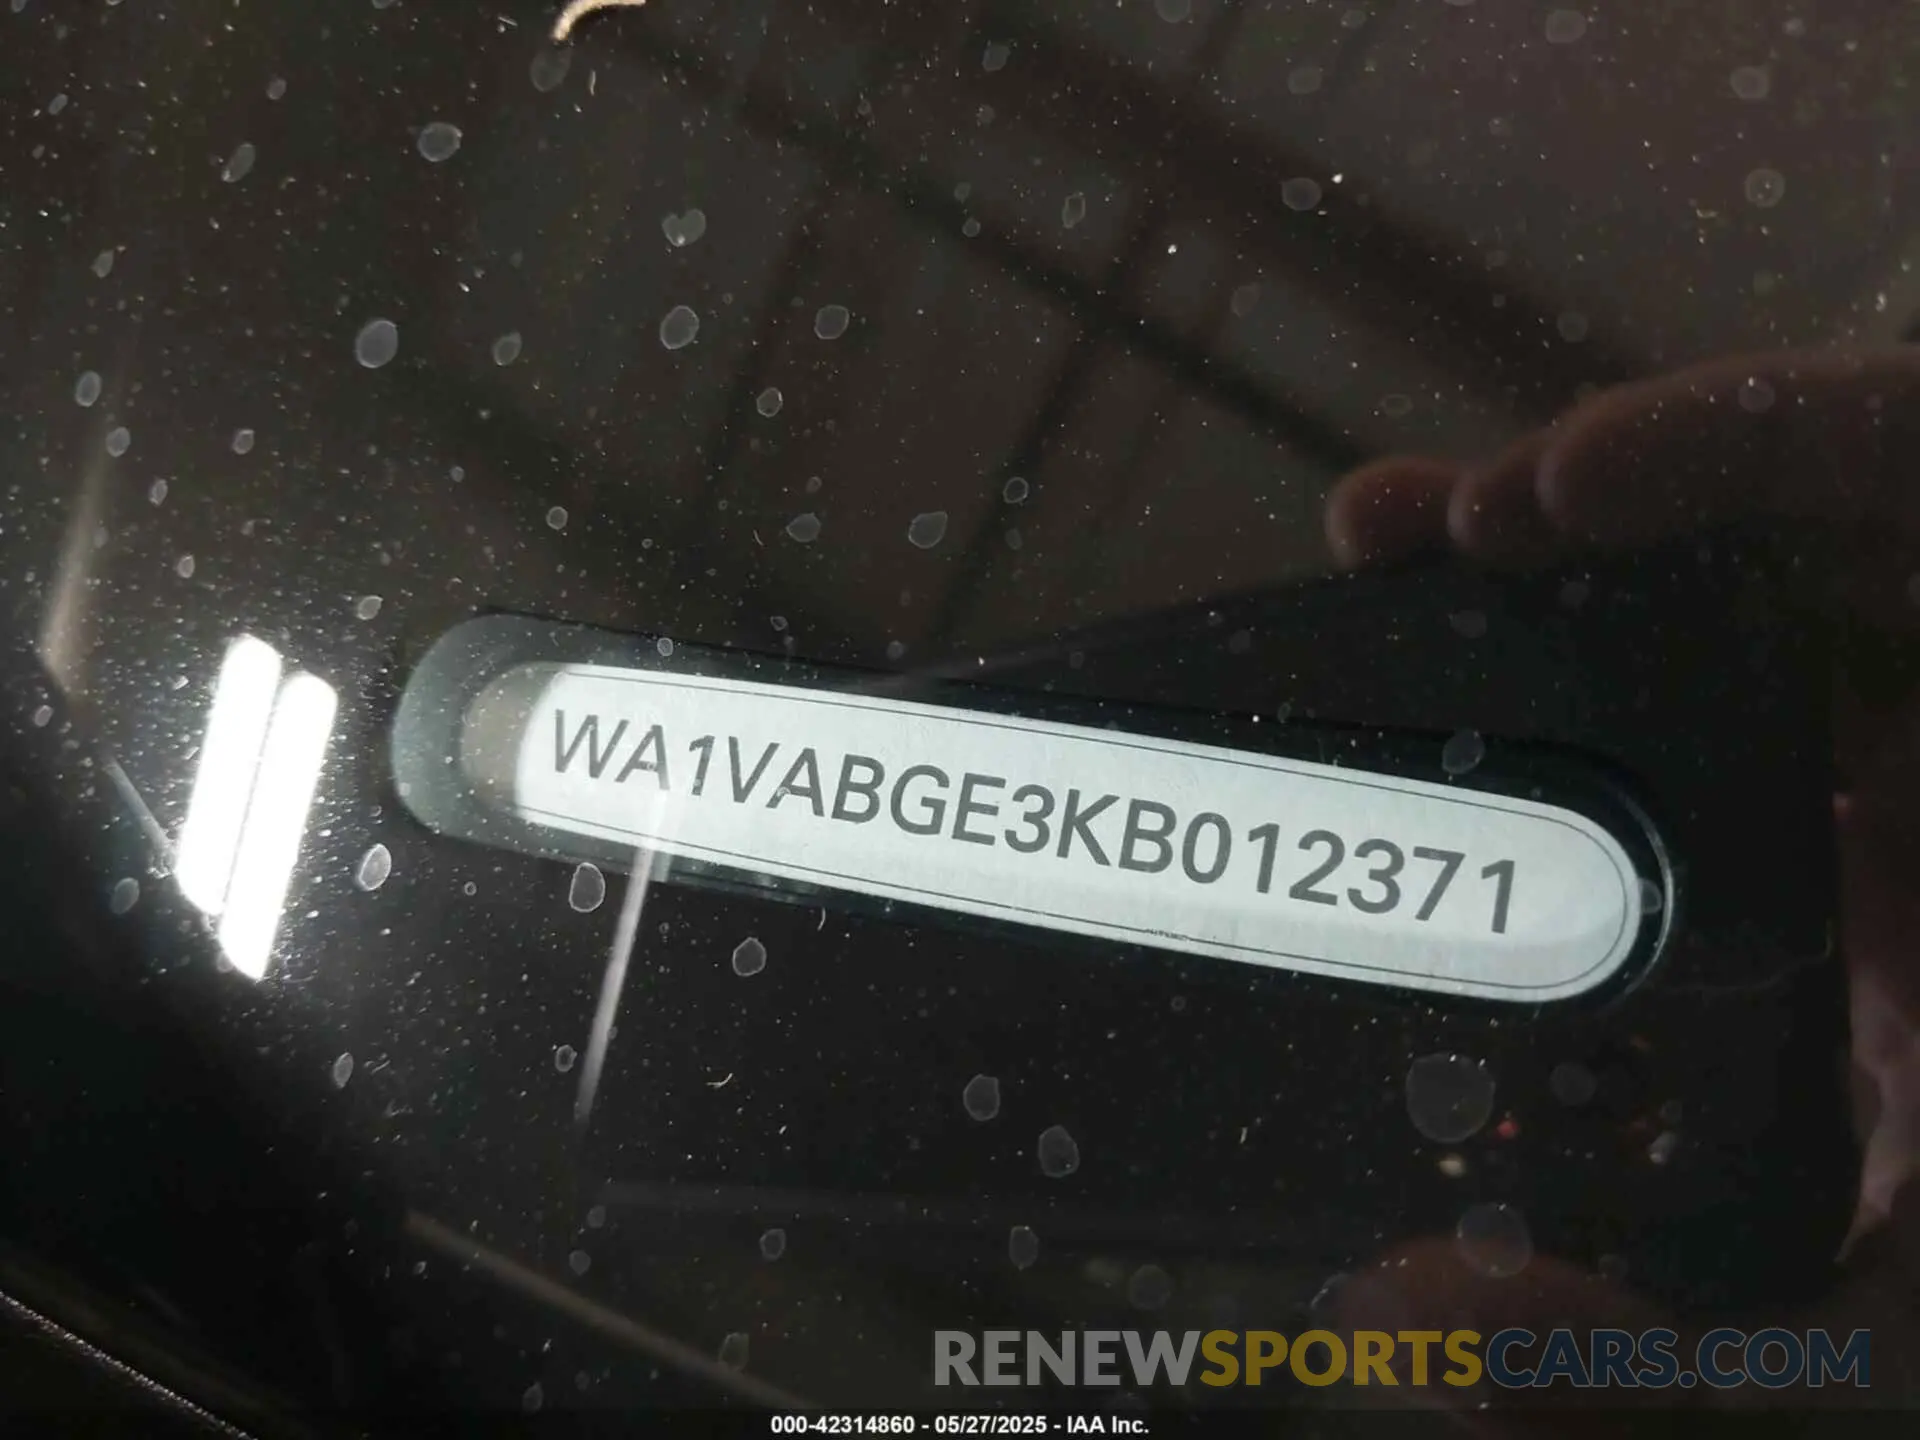 WA1VABGE3KB012371
RENEWSPORTSCARS.COM
000-42314860 - 05/27/2025 - IAA Inc.